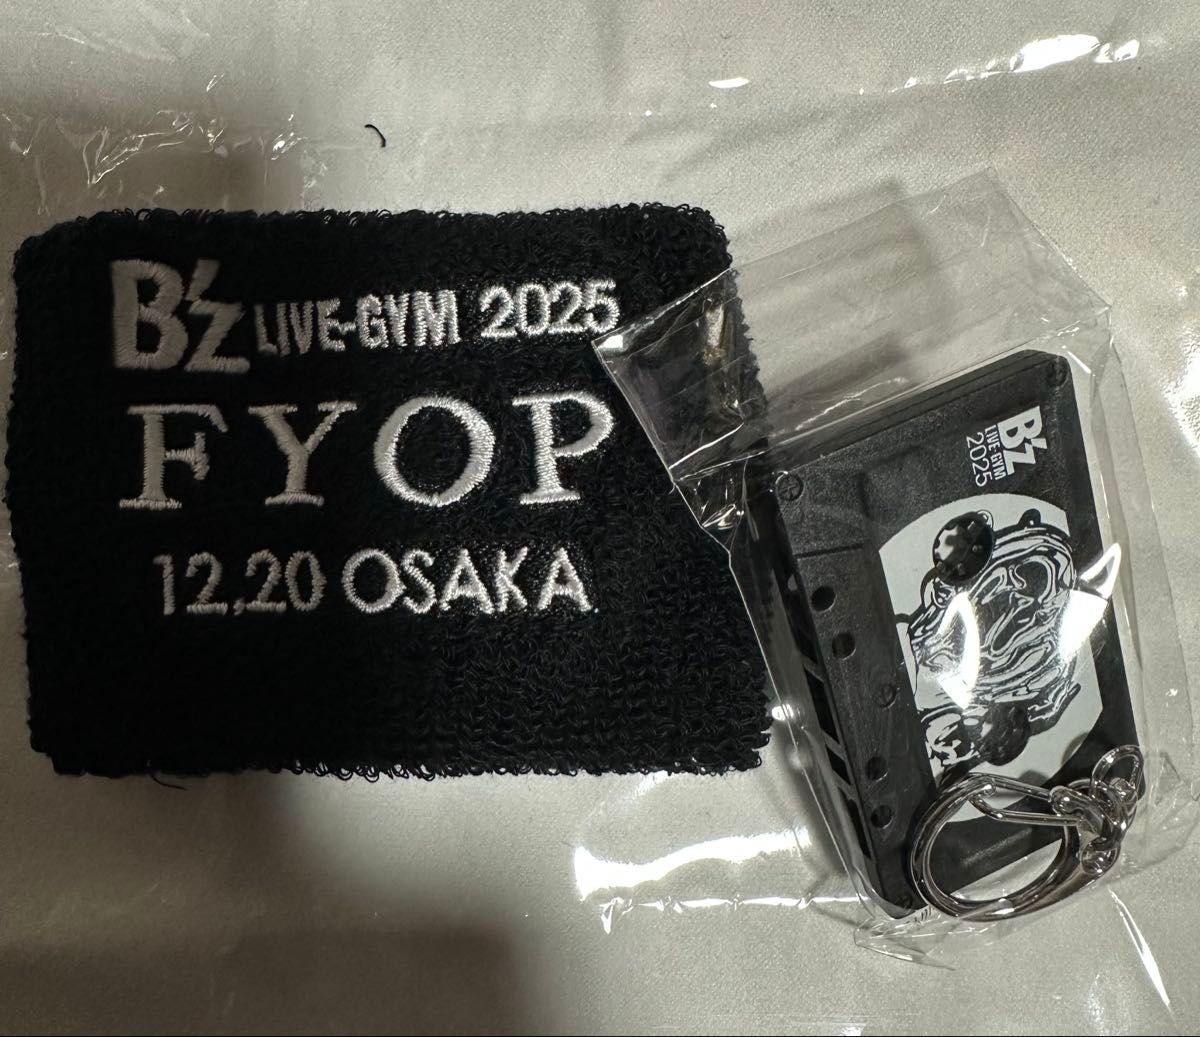 B'z LIVE-GYM 2025
FYOP
12,20 OSAKA
B'z
LIVE-GYM
2025